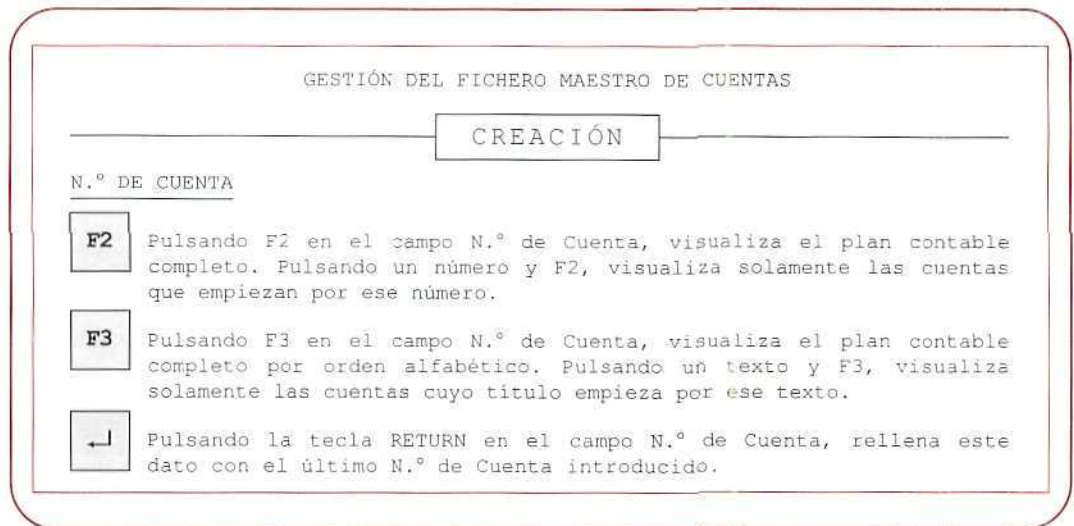 GESTIÓN DEL FICHERO MAESTRO DE CUENTAS
CREACIÓN
N.º DE CUENTA
F2
Pulsando F2 en el campo N.º de Cuenta, visualiza el plan contable
completo. Pulsando un número y F2, visualiza solamente las cuentas
que empiezan por ese número.
F3
Pulsando F3 en el campo N.º de Cuenta, visualiza el plan contable
completo por orden alfabético. Pulsando un texto y F3, visualiza
solamente las cuentas cuyo título empieza por ese texto.
↵
Pulsando la tecla RETURN en el campo N.º de Cuenta, rellena este
dato con el último N.º de Cuenta introducido.